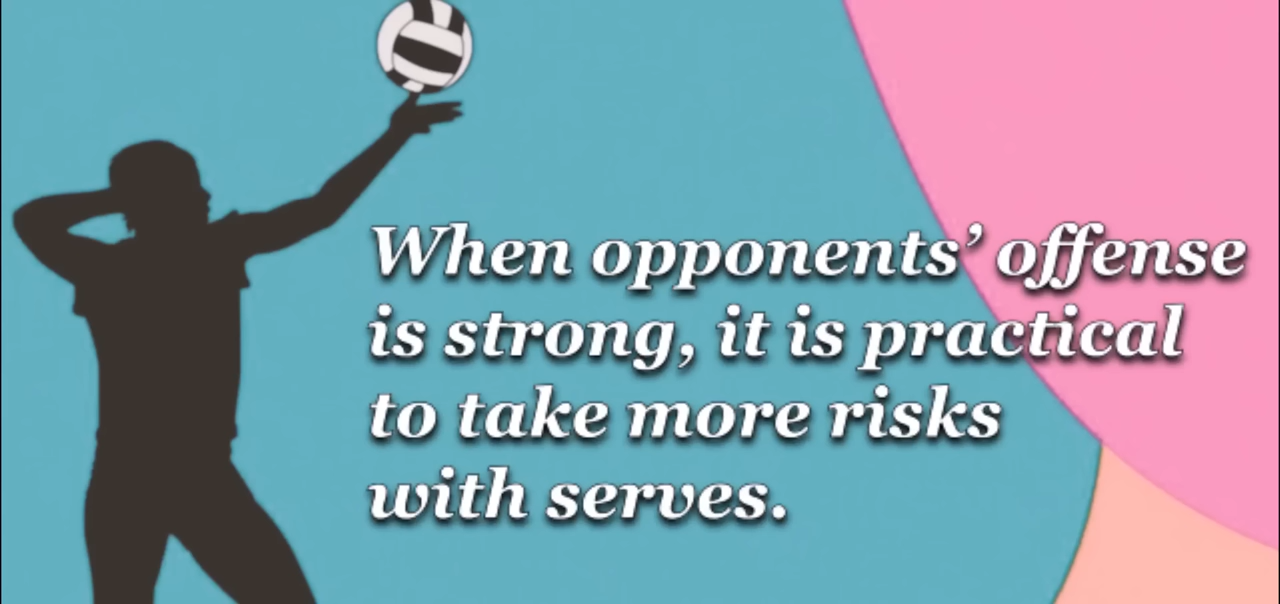 When opponents’ offense
is strong, it is practical
to take more risks
with serves.